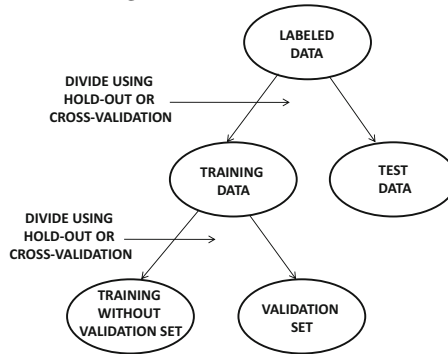 LABELED
DATA
DIVIDE USING
HOLD-OUT OR
CROSS-VALIDATION
TRAINING
DATA
TEST
DATA
DIVIDE USING
HOLD-OUT OR
CROSS-VALIDATION
TRAINING
WITHOUT
VALIDATION SET
VALIDATION
SET